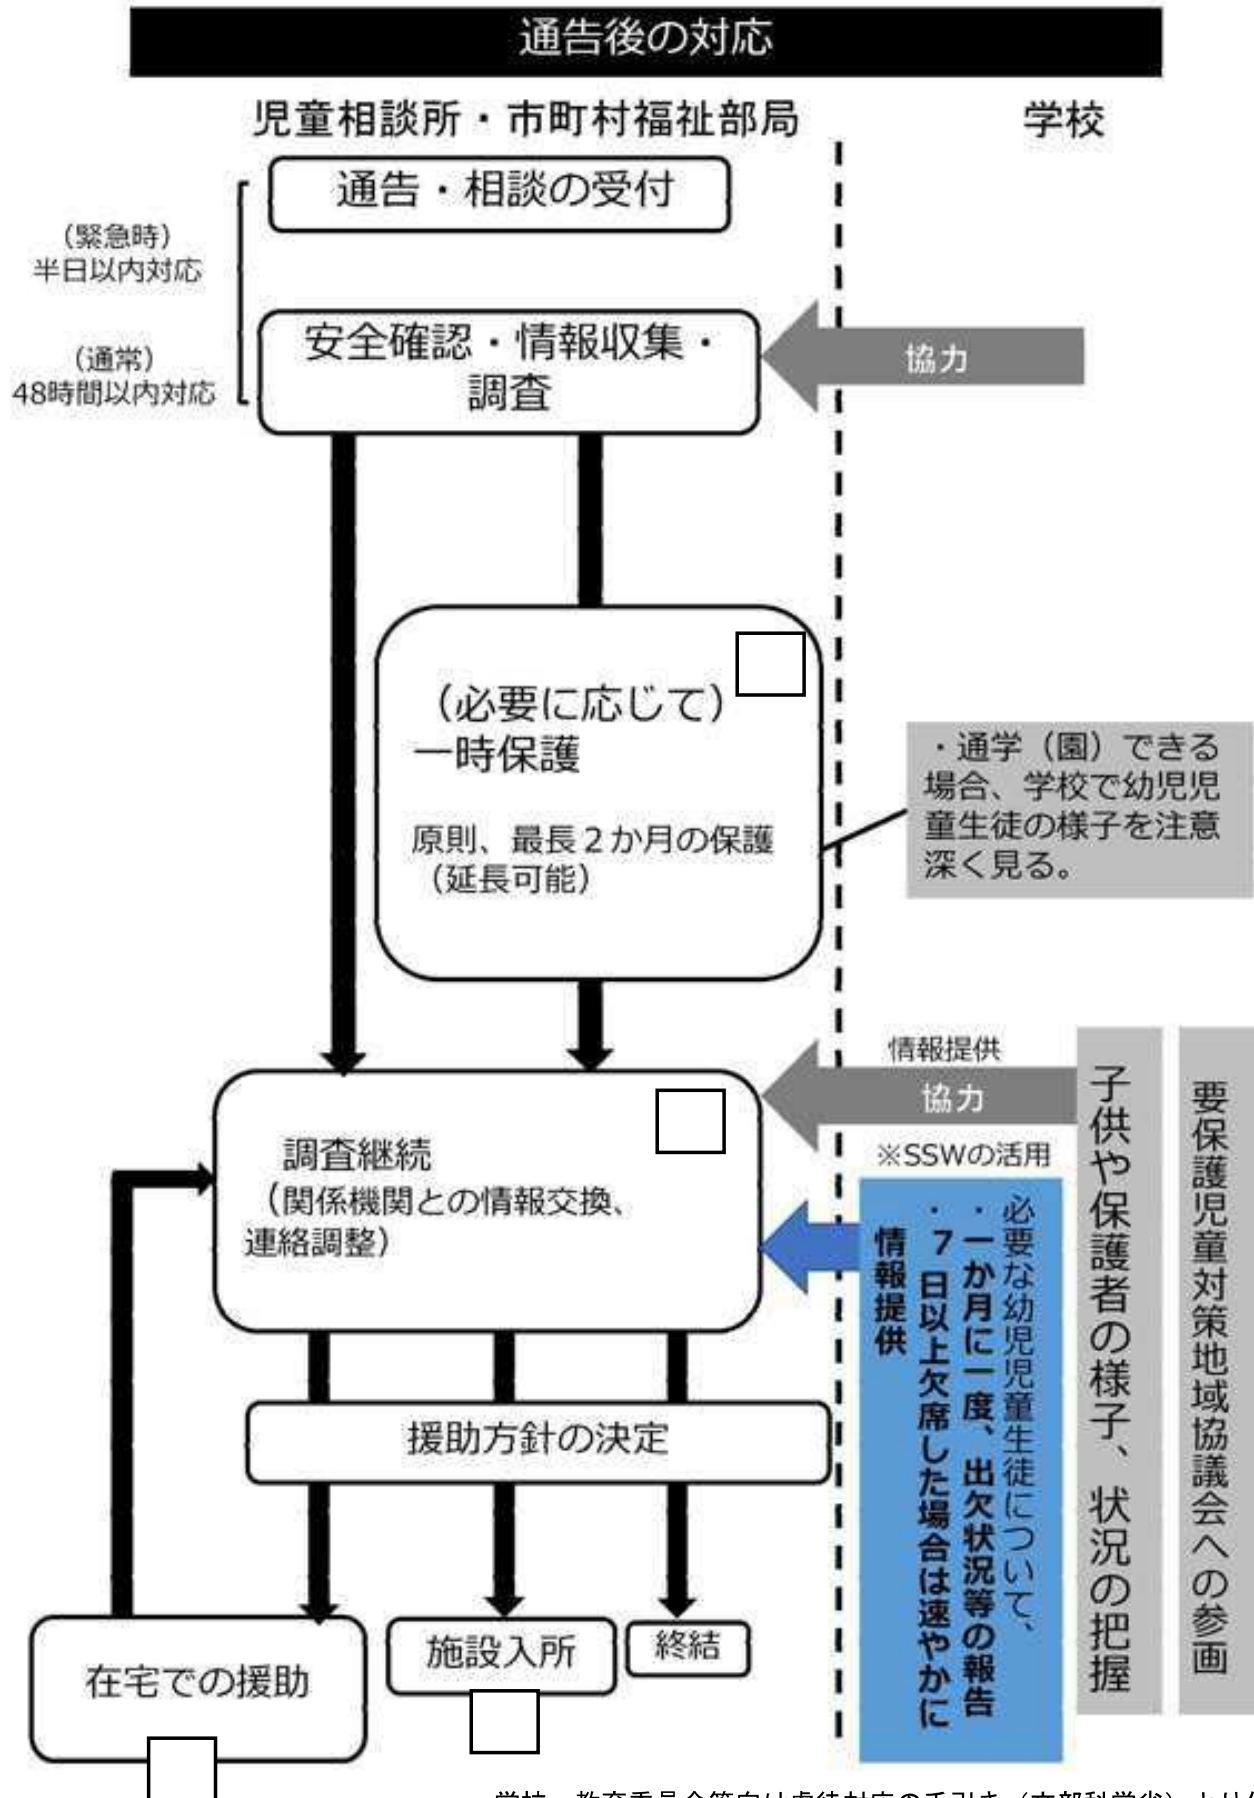 通告後の対応
児童相談所・市町村福祉部局
学校
通告・相談の受付
（緊急時）
半日以内対応
安全確認・情報収集・
調査
（通常）
48時間以内対応
協力
（必要に応じて）
一時保護
原則、最長２か月の保護
（延長可能）
・通学（園）できる
場合、学校で幼児児
童生徒の様子を注意
深く見る。
情報提供
協力
※SSWの活用
調査継続
（関係機関との情報交換、
連絡調整）
必要な幼児児童生徒について、
・一か月に一度、出欠状況等の報告
・７日以上欠席した場合は速やかに
情報提供
子供や保護者の様子、状況の把握
要保護児童対策地域協議会への参画
援助方針の決定
在宅での援助
施設入所
終結